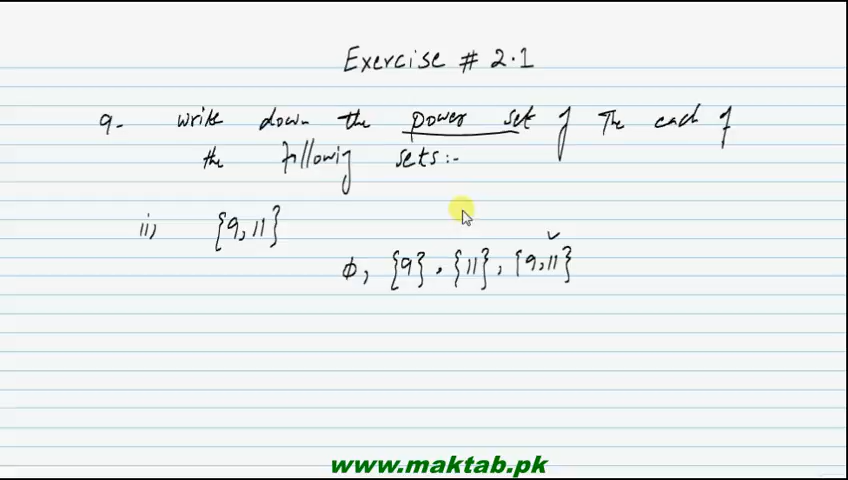 Exercise # 2.1
9- write down the power set of The each of
the following sets:-
ii, {9,11}
φ, {9}, {11}, {9,11}
www.maktab.pk